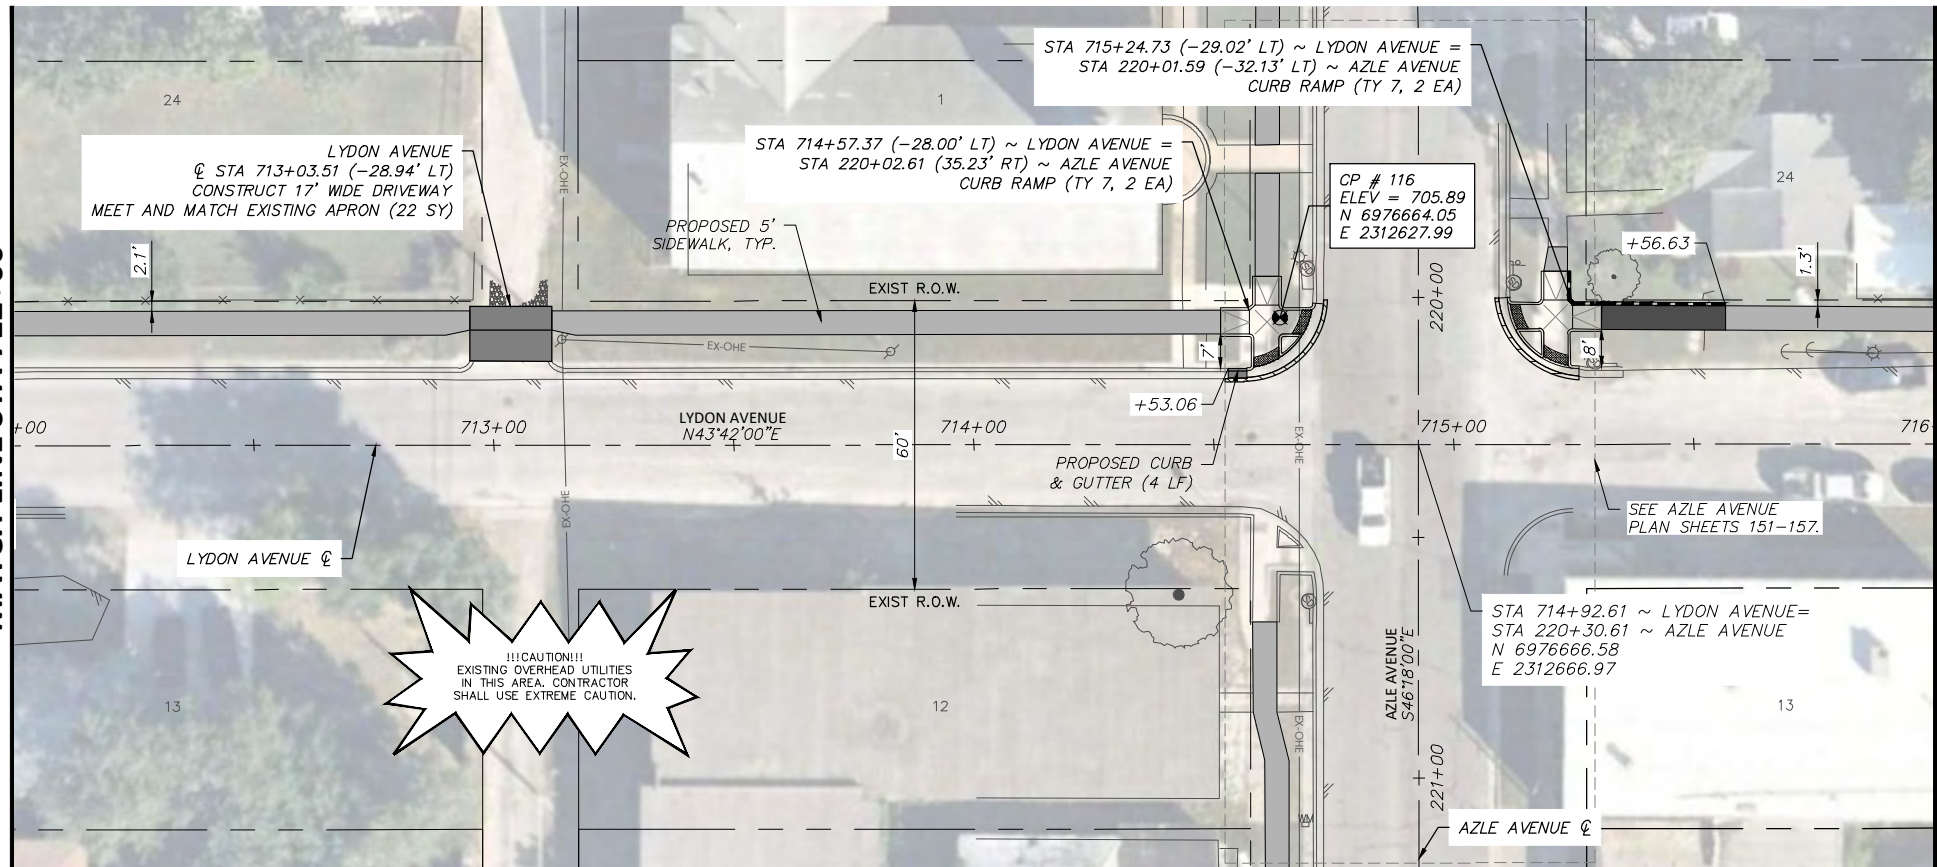 STA 715+24.73 (-29.02' LT) ~ LYDON AVENUE =
STA 220+01.59 (-32.13' LT) ~ AZLE AVENUE
CURB RAMP (TY 7, 2 EA)
24
1
LYDON AVENUE
℄ STA 713+03.51 (-28.94' LT)
CONSTRUCT 17' WIDE DRIVEWAY
MEET AND MATCH EXISTING APRON (22 SY)
EX-OHE
STA 714+57.37 (-28.00' LT) ~ LYDON AVENUE =
STA 220+02.61 (35.23' RT) ~ AZLE AVENUE
CURB RAMP (TY 7, 2 EA)
CP # 116
ELEV = 705.89
N 6976664.05
E 2312627.99
24
PROPOSED 5'
SIDEWALK, TYP.
+56.63
2.1'
1.3'
EXIST R.O.W.
220+00
EX-OHE
7'
8'
+53.06
+00
713+00
LYDON AVENUE
N43°42'00"E
714+00
715+00
716+
60'
EX-OHE
PROPOSED CURB
& GUTTER (4 LF)
EX-OHE
SEE AZLE AVENUE
PLAN SHEETS 151-157.
LYDON AVENUE ℄
EXIST R.O.W.
STA 714+92.61 ~ LYDON AVENUE=
STA 220+30.61 ~ AZLE AVENUE
N 6976666.58
E 2312666.97
!!!CAUTION!!!
EXISTING OVERHEAD UTILITIES
IN THIS AREA. CONTRACTOR
SHALL USE EXTREME CAUTION.
AZLE AVENUE
S46°18'00"E
13
12
13
EX-OHE
221+00
WM
AZLE AVENUE ℄